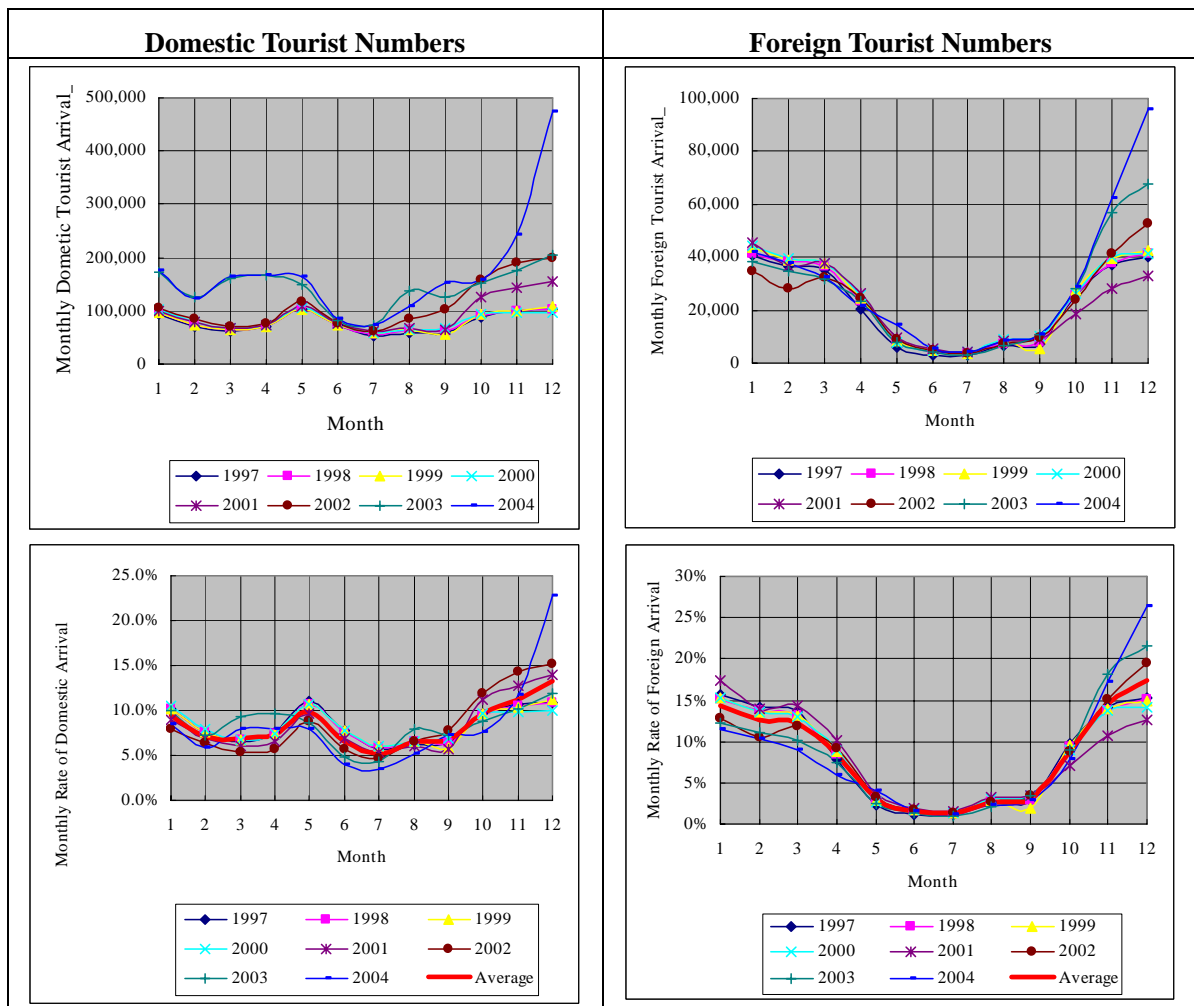 Domestic Tourist Numbers
Foreign Tourist Numbers
Monthly Dometic Tourist Arrival_
500,000
400,000
300,000
200,000
100,000
0
1 2 3 4 5 6 7 8 9 10 11 12
Month
1997 1998 1999 2000
2001 2002 2003 2004
Monthly Foreign Tourist Arrival_
100,000
80,000
60,000
40,000
20,000
0
1 2 3 4 5 6 7 8 9 10 11 12
Month
1997 1998 1999 2000
2001 2002 2003 2004
Monthly Rate of Domestic Arrival
25.0%
20.0%
15.0%
10.0%
5.0%
0.0%
1 2 3 4 5 6 7 8 9 10 11 12
Month
1997 1998 1999
2000 2001 2002
2003 2004 Average
Monthly Rate of Foreign Arrival
30%
25%
20%
15%
10%
5%
0%
1 2 3 4 5 6 7 8 9 10 11 12
Month
1997 1998 1999
2000 2001 2002
2003 2004 Average